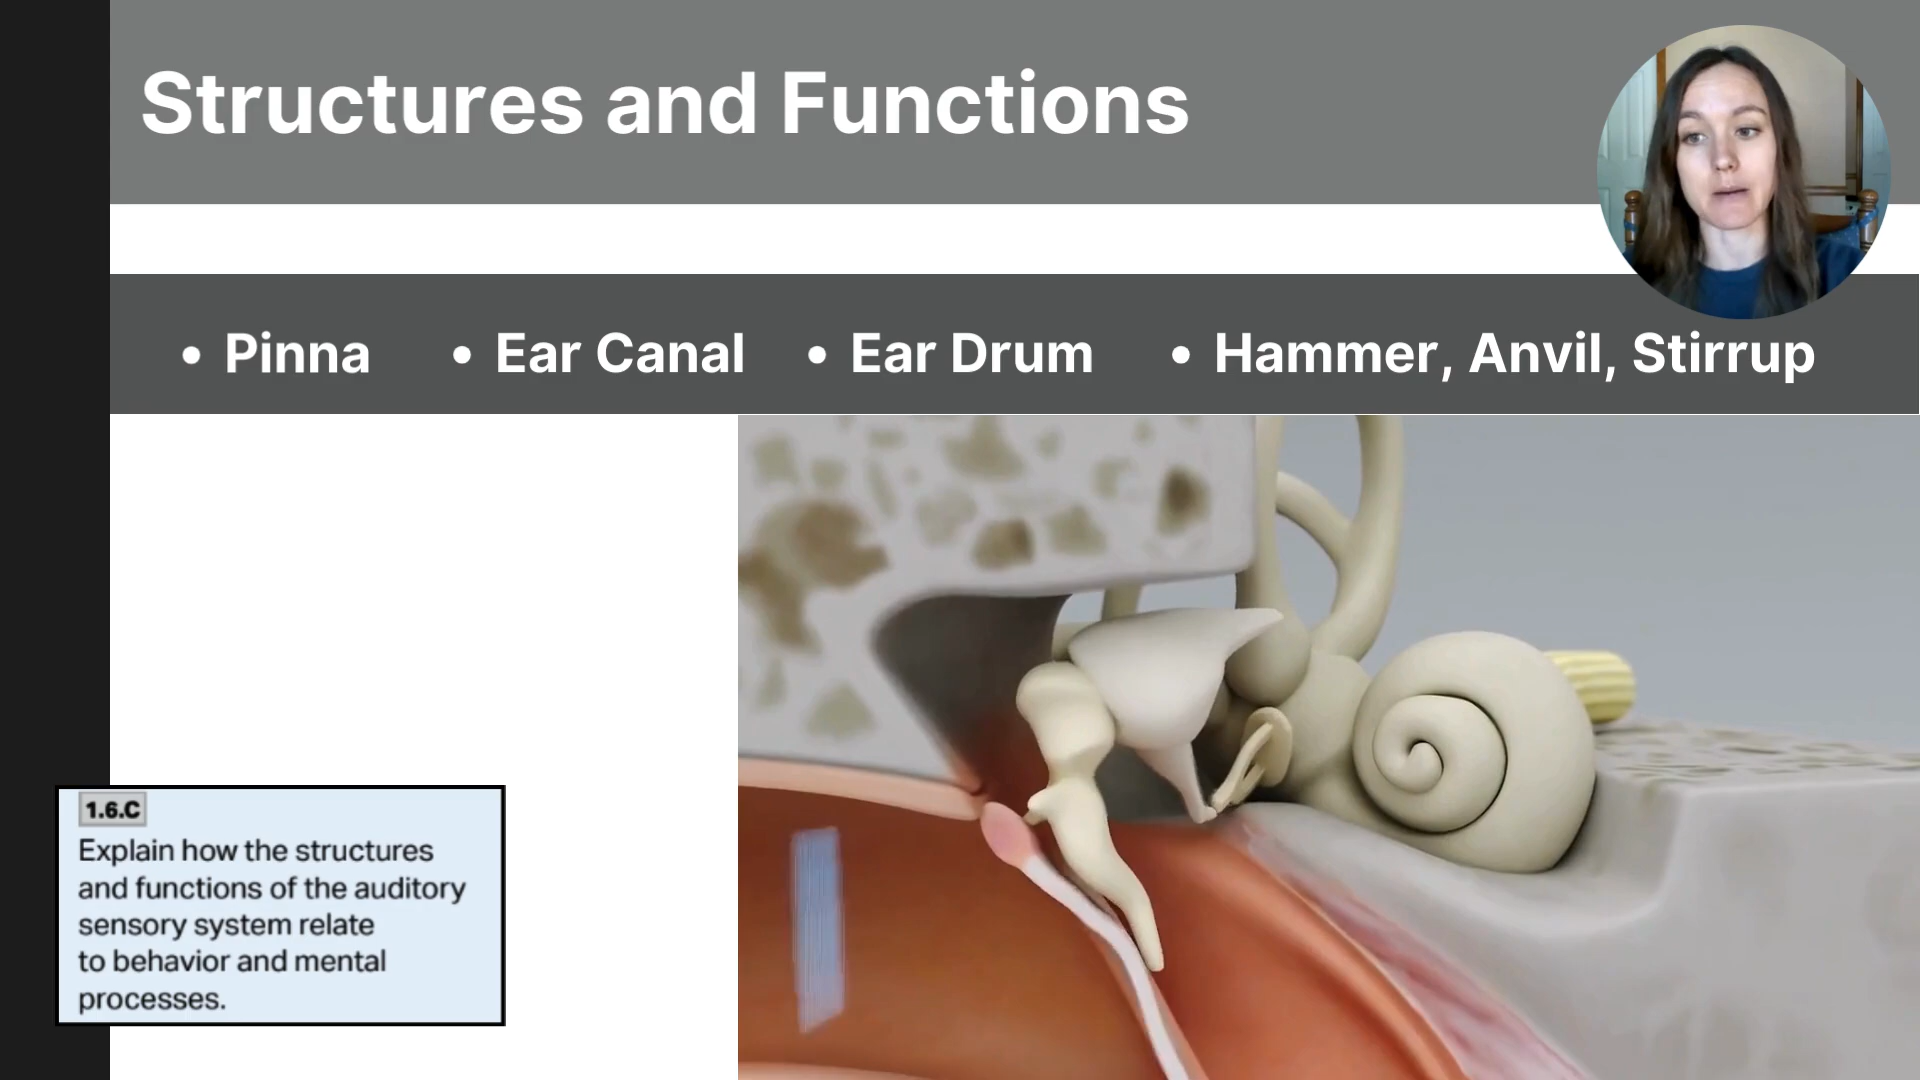 Structures and Functions
• Pinna • Ear Canal • Ear Drum • Hammer, Anvil, Stirrup
1.6.C
Explain how the structures
and functions of the auditory
sensory system relate
to behavior and mental
processes.